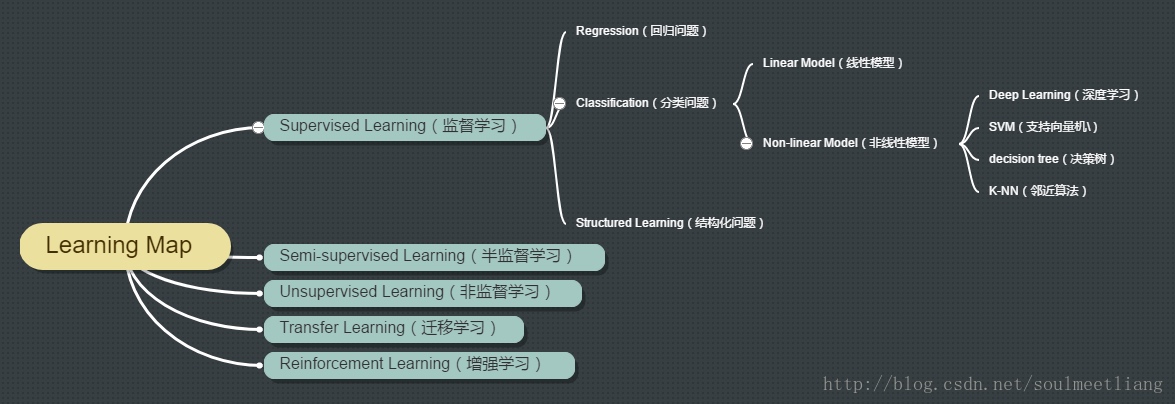 Learning Map
Supervised Learning（监督学习）
Regression（回归问题）
Classification（分类问题）
Linear Model（线性模型）
Non-linear Model（非线性模型）
Deep Learning（深度学习）
SVM（支持向量机\）
decision tree（决策树）
K-NN（邻近算法）
Structured Learning（结构化问题）
Semi-supervised Learning（半监督学习）
Unsupervised Learning（非监督学习）
Transfer Learning（迁移学习）
Reinforcement Learning（增强学习）
http://blog.csdn.net/soulmeetliang